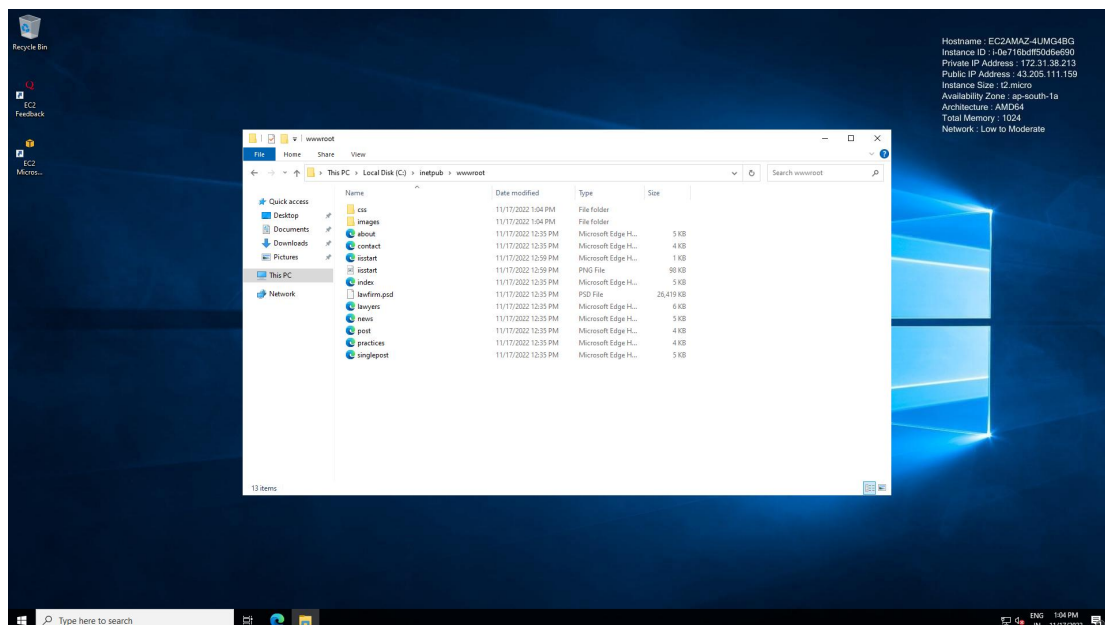 Recycle Bin
EC2
Feedback
EC2
Micros...
Hostname : EC2AMAZ-4UMG4BG
Instance ID : i-0e716bdff50d6e690
Private IP Address : 172.31.38.213
Public IP Address : 43.205.111.159
Instance Size : t2.micro
Availability Zone : ap-south-1a
Architecture : AMD64
Total Memory : 1024
Network : Low to Moderate
wwwroot
File Home Share View
This PC > Local Disk (C:) > inetpub > wwwroot
Search wwwroot
Quick access
Desktop
Documents
Downloads
Pictures
This PC
Network
Name Date modified Type Size
css 11/17/2022 1:04 PM File folder
images 11/17/2022 1:04 PM File folder
about 11/17/2022 12:35 PM Microsoft Edge H... 5 KB
contact 11/17/2022 12:35 PM Microsoft Edge H... 4 KB
iisstart 11/17/2022 12:59 PM Microsoft Edge H... 1 KB
iisstart 11/17/2022 12:59 PM PNG File 98 KB
index 11/17/2022 12:35 PM Microsoft Edge H... 5 KB
lawfirm.psd 11/17/2022 12:35 PM PSD File 26,419 KB
lawyers 11/17/2022 12:35 PM Microsoft Edge H... 6 KB
news 11/17/2022 12:35 PM Microsoft Edge H... 5 KB
post 11/17/2022 12:35 PM Microsoft Edge H... 4 KB
practices 11/17/2022 12:35 PM Microsoft Edge H... 4 KB
singlepost 11/17/2022 12:35 PM Microsoft Edge H... 5 KB
13 items
Type here to search
ENG 1:04 PM
IN 11/17/2022